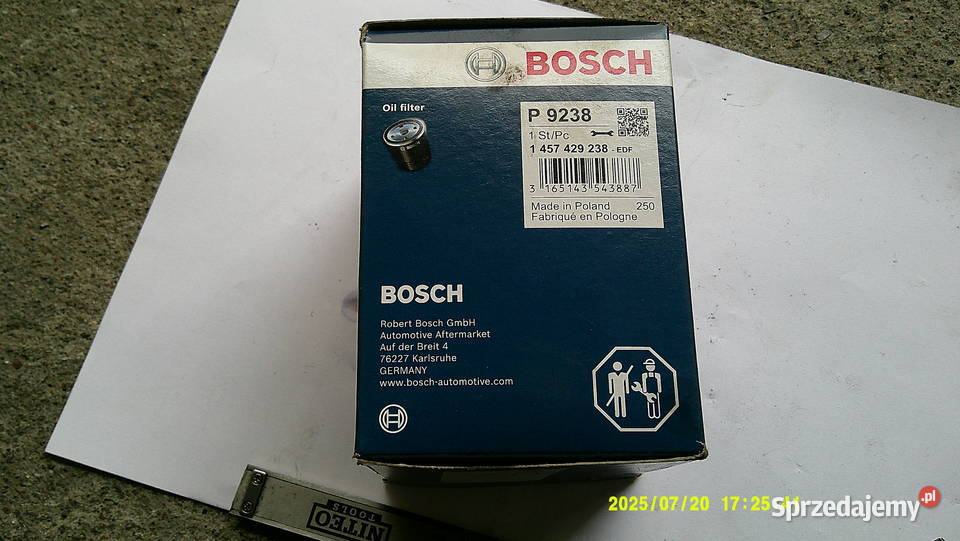 BOSCH
Oil filter
P 9238
1 St/Pc
1 457 429 238 - EDF
3 165143 543887
Made in Poland 250
Fabriqué en Pologne
BOSCH
Robert Bosch GmbH
Automotive Aftermarket
Auf der Breit 4
76227 Karlsruhe
GERMANY
www.bosch-automotive.com
NITEO
TOOLS
2025/07/20 17:25
Sprzedajemy.pl